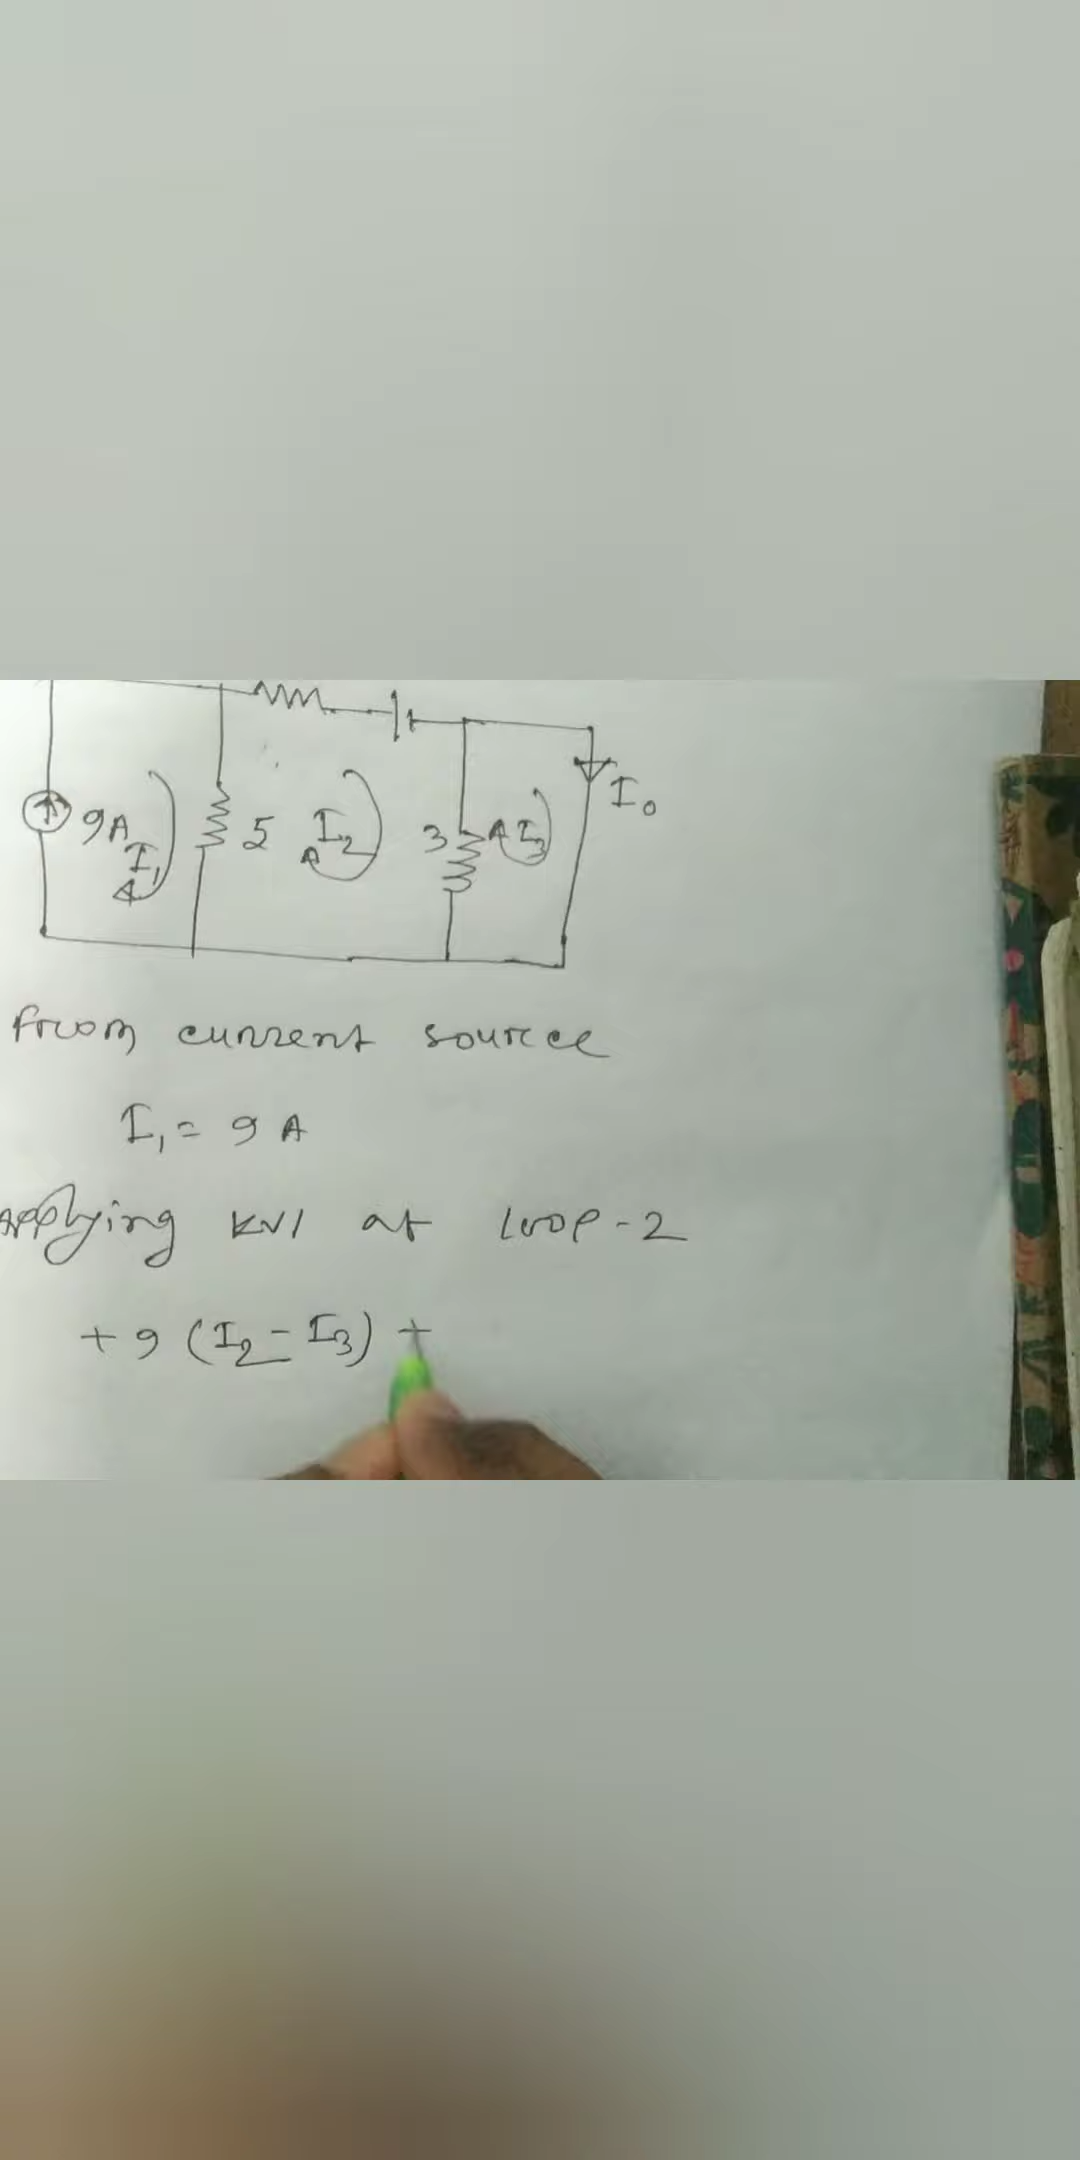 9A
I₁
5
I₂
3
I₃
I₀
from current source
I₁ = 9 A
Applying KVl at loop-2
+ 9 (I₂ - I₃) +